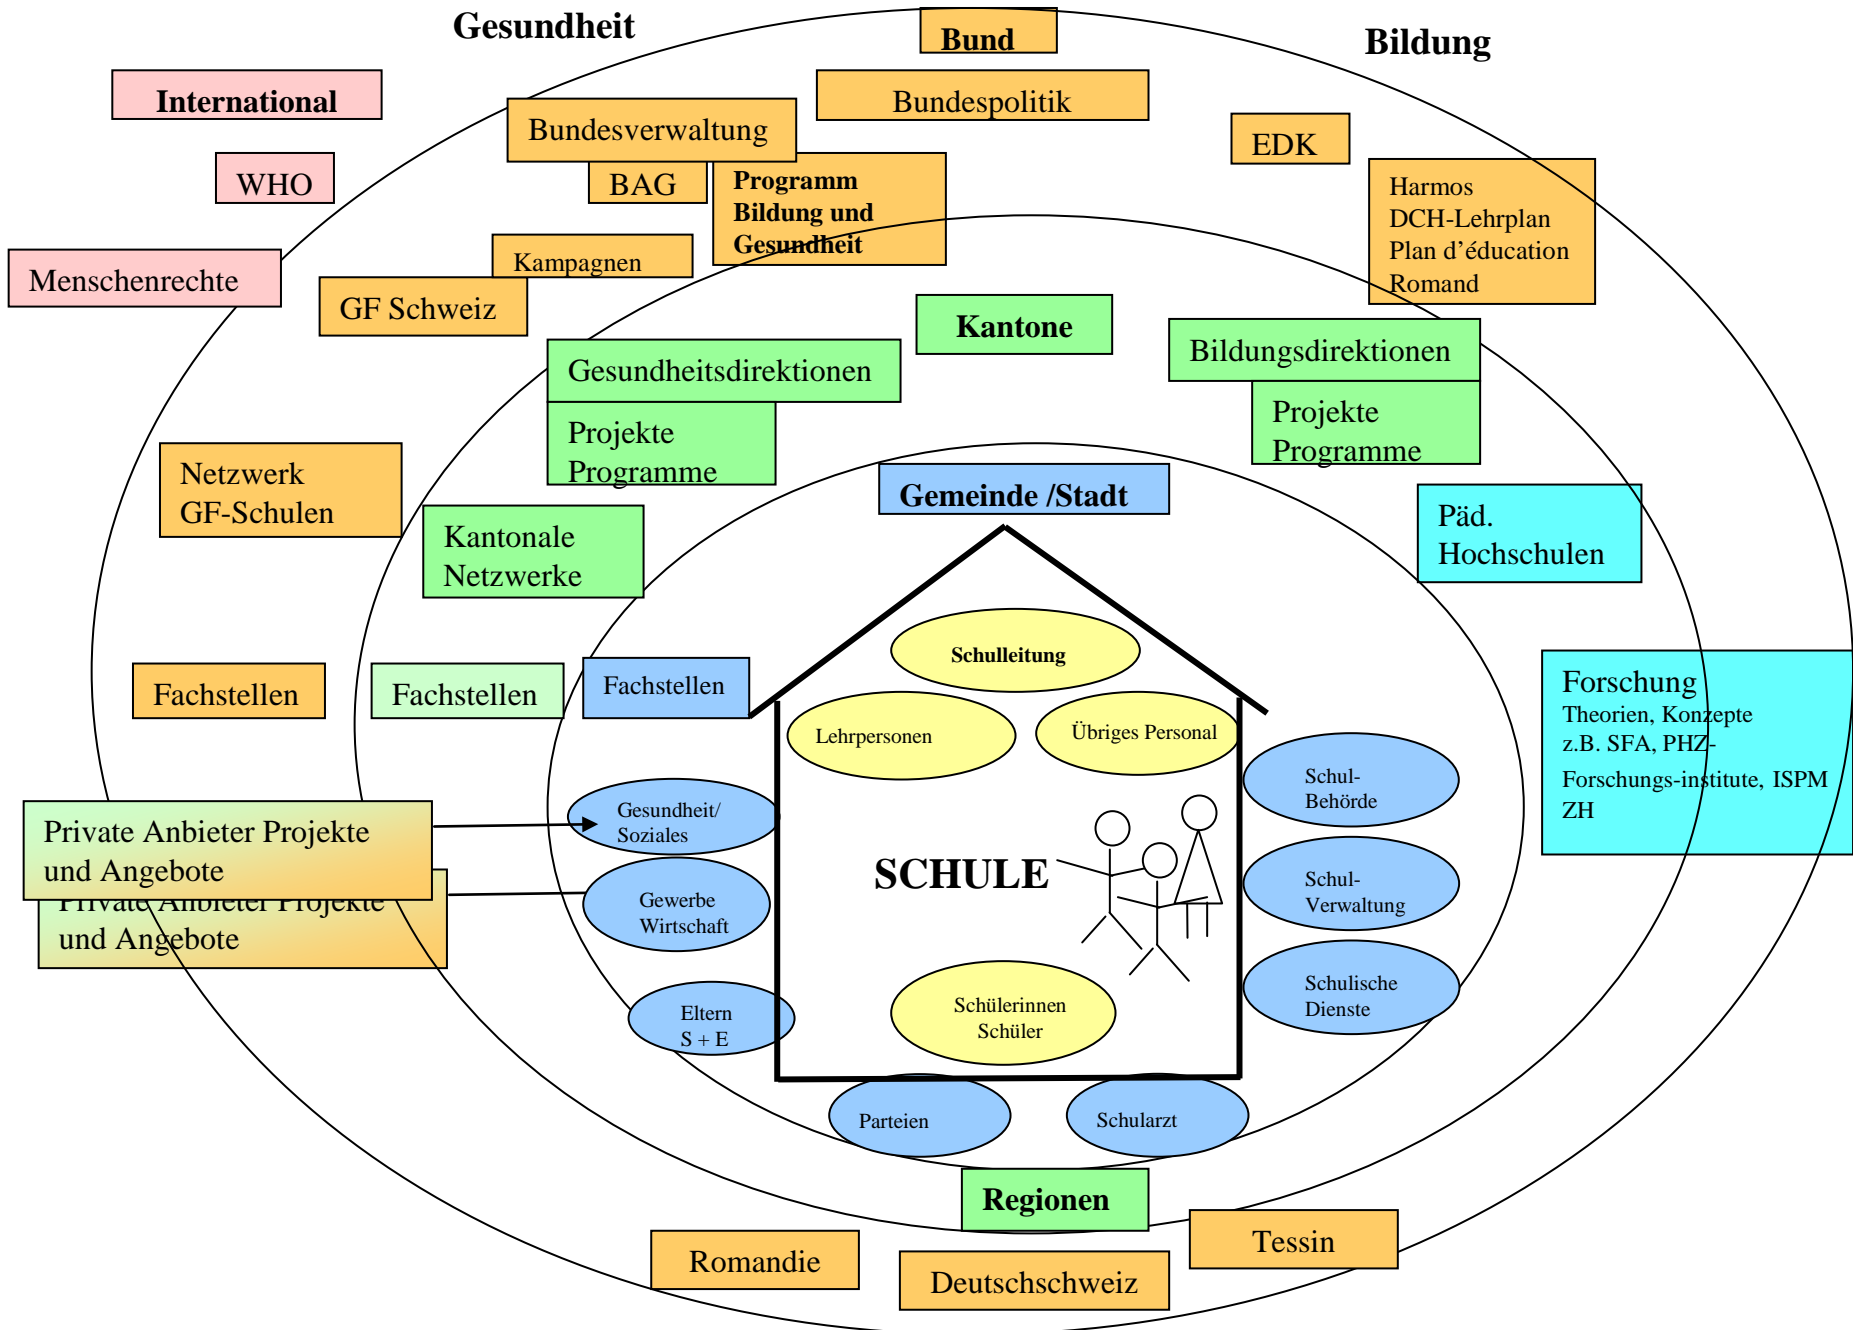 Gesundheit
Bund
Bildung
International
Bundespolitik
Bundesverwaltung
EDK
WHO
BAG
Programm
Bildung und
Gesundheit
Harmos
DCH-Lehrplan
Plan d’éducation
Romand
Kampagnen
Menschenrechte
GF Schweiz
Kantone
Gesundheitsdirektionen
Bildungsdirektionen
Projekte
Programme
Projekte
Programme
Netzwerk
GF-Schulen
Gemeinde /Stadt
Kantonale
Netzwerke
Päd.
Hochschulen
Schulleitung
Fachstellen
Fachstellen
Fachstellen
Lehrpersonen
Übriges Personal
Forschung
Theorien, Konzepte
z.B. SFA, PHZ-
Forschungs-institute, ISPM
ZH
Schul-
Behörde
Gesundheit/
Soziales
Private Anbieter Projekte
und Angebote
Private Anbieter Projekte
und Angebote
SCHULE
Gewerbe
Wirtschaft
Schul-
Verwaltung
Schulische
Dienste
Eltern
S + E
Schülerinnen
Schüler
Parteien
Schularzt
Regionen
Romandie
Deutschschweiz
Tessin